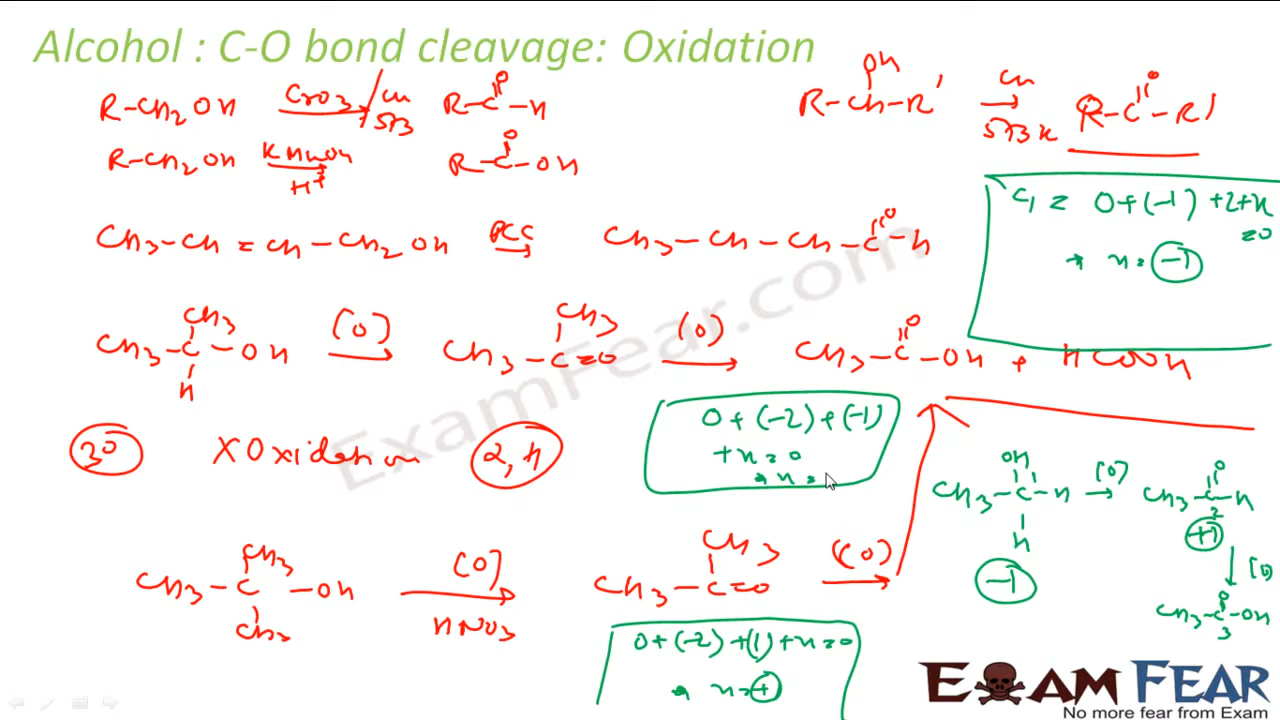 Alcohol : C-O bond cleavage: Oxidation
R-CH2OH CrO3/Cu 573 R-C(=O)-H
R-CH2OH KMnO4 H+ R-C(=O)-OH
R-CH(OH)-R' Cu 573 K R-C(=O)-R'
C1 = 0+(-1)+2+x
=0
→ x = -1
CH3-CH=CH-CH2OH PCC CH3-CH-CH-C(=O)-H
CH3
CH3-C-OH [O] CH3-C=O [O] CH3-C(=O)-OH + HCOOH
H
CH3
3° X Oxidation
0+(-2)+(-1)
+x=0
→ x =
OH
CH3-C-H [O] CH3-C(=O)-H
H
2
+1
-1
[O]
CH3-C(=O)-OH
3
CH3
CH3-C-OH [O] HNO3 CH3-C=O [O]
CH3
CH3
0+(-2)+(1)+x=0
→ x = +1
ExamFear.com
EXAM FEAR
No more fear from Exam